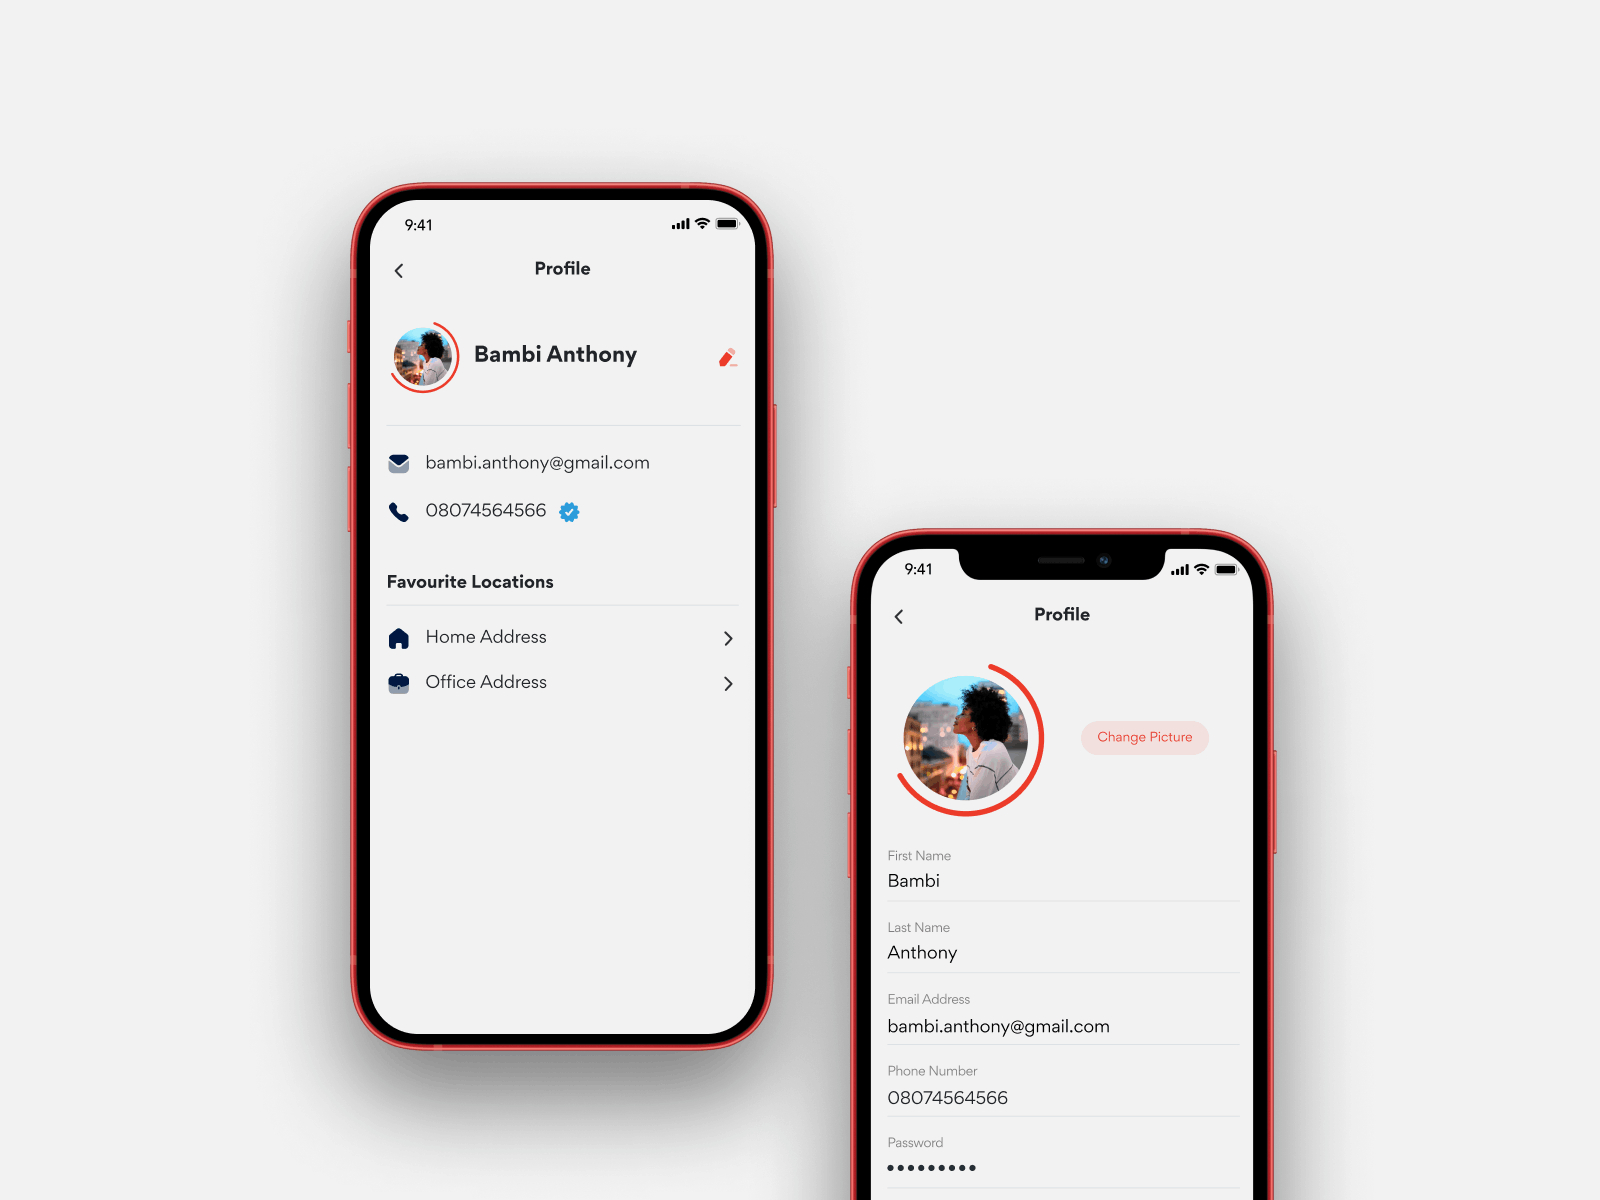 9:41
Profile
Bambi Anthony
bambi.anthony@gmail.com
08074564566
Favourite Locations
Home Address
Office Address
9:41
Profile
Change Picture
First Name
Bambi
Last Name
Anthony
Email Address
bambi.anthony@gmail.com
Phone Number
08074564566
Password
•••••••••